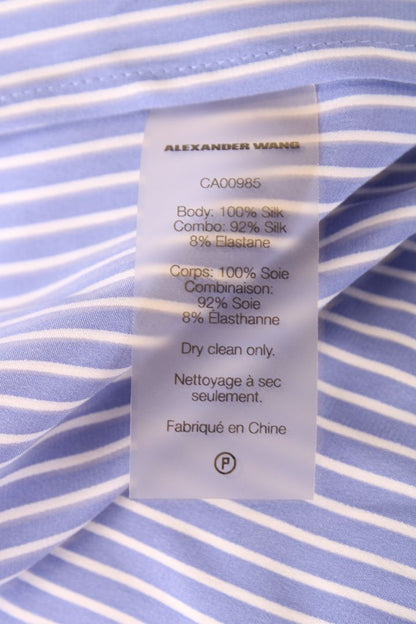 ALEXANDER WANG
CA00985
Body: 100% Silk
Combo: 92% Silk
8% Elastane
Corps: 100% Soie
Combinaison:
92% Soie
8% Élasthanne
Dry clean only.
Nettoyage à sec
seulement.
Fabriqué en Chine
P